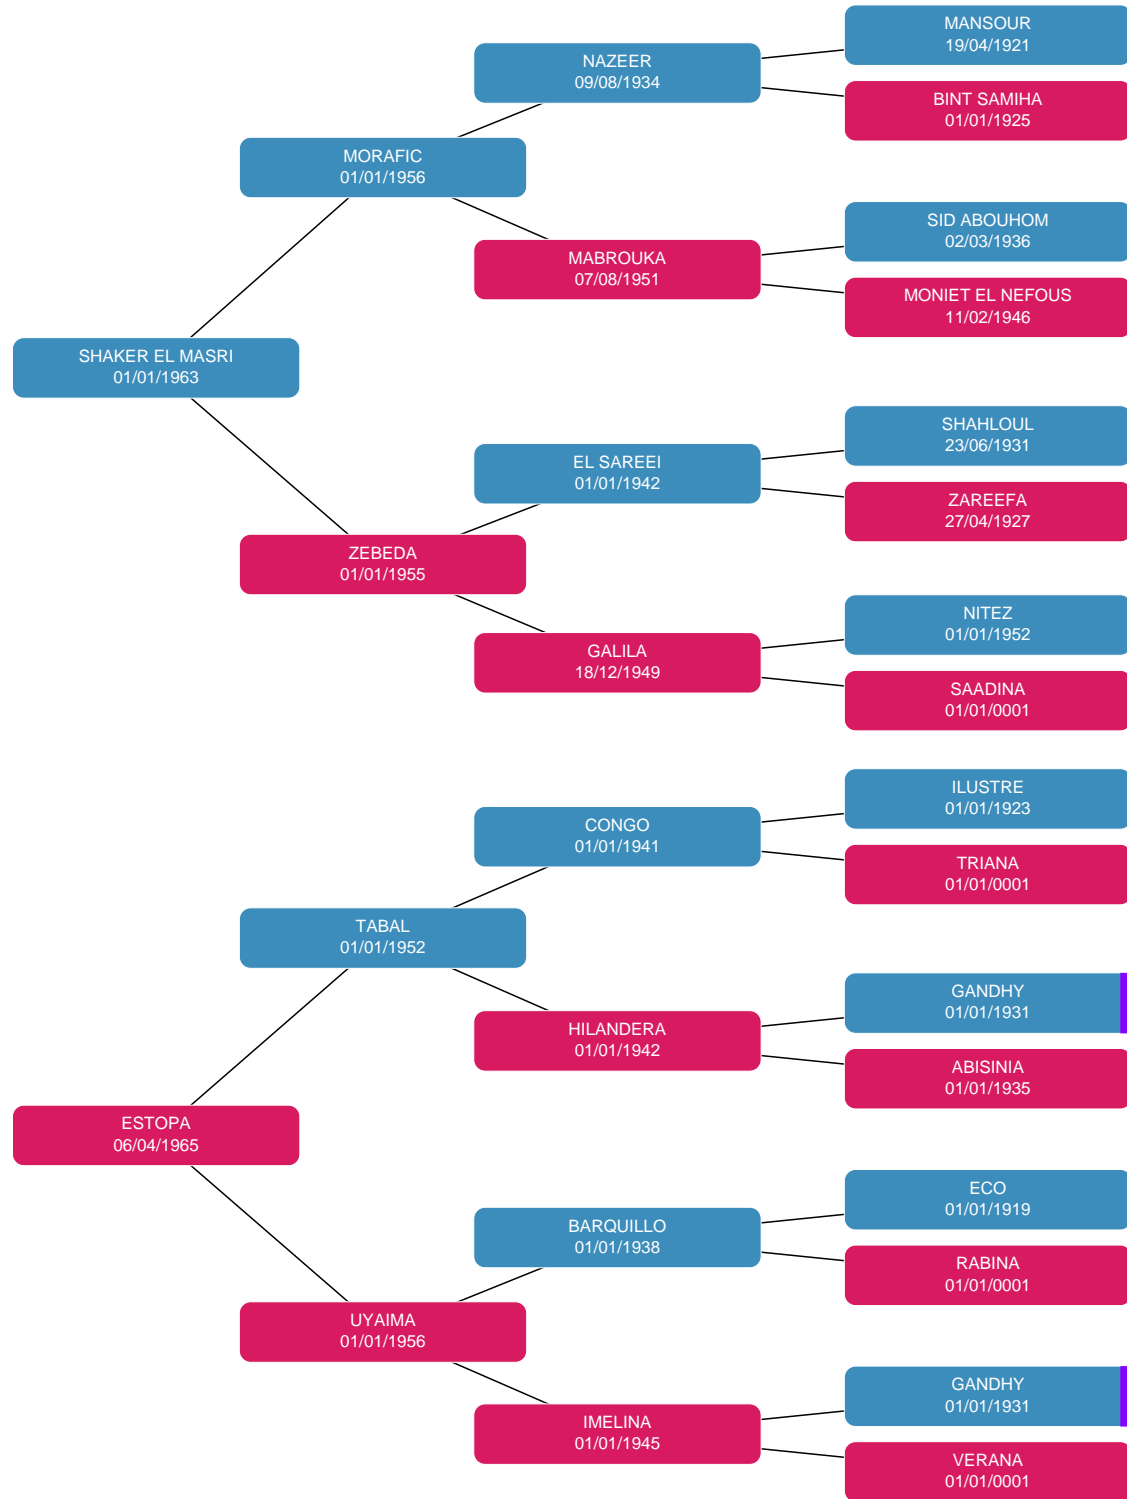 MANSOUR
19/04/1921
NAZEER
09/08/1934
BINT SAMIHA
01/01/1925
MORAFIC
01/01/1956
SID ABOUHOM
02/03/1936
MABROUKA
07/08/1951
MONIET EL NEFOUS
11/02/1946
SHAKER EL MASRI
01/01/1963
SHAHLOUL
23/06/1931
EL SAREEI
01/01/1942
ZAREEFA
27/04/1927
ZEBEDA
01/01/1955
NITEZ
01/01/1952
GALILA
18/12/1949
SAADINA
01/01/0001
ILUSTRE
01/01/1923
CONGO
01/01/1941
TRIANA
01/01/0001
TABAL
01/01/1952
GANDHY
01/01/1931
HILANDERA
01/01/1942
ABISINIA
01/01/1935
ESTOPA
06/04/1965
ECO
01/01/1919
BARQUILLO
01/01/1938
RABINA
01/01/0001
UYAIMA
01/01/1956
GANDHY
01/01/1931
IMELINA
01/01/1945
VERANA
01/01/0001